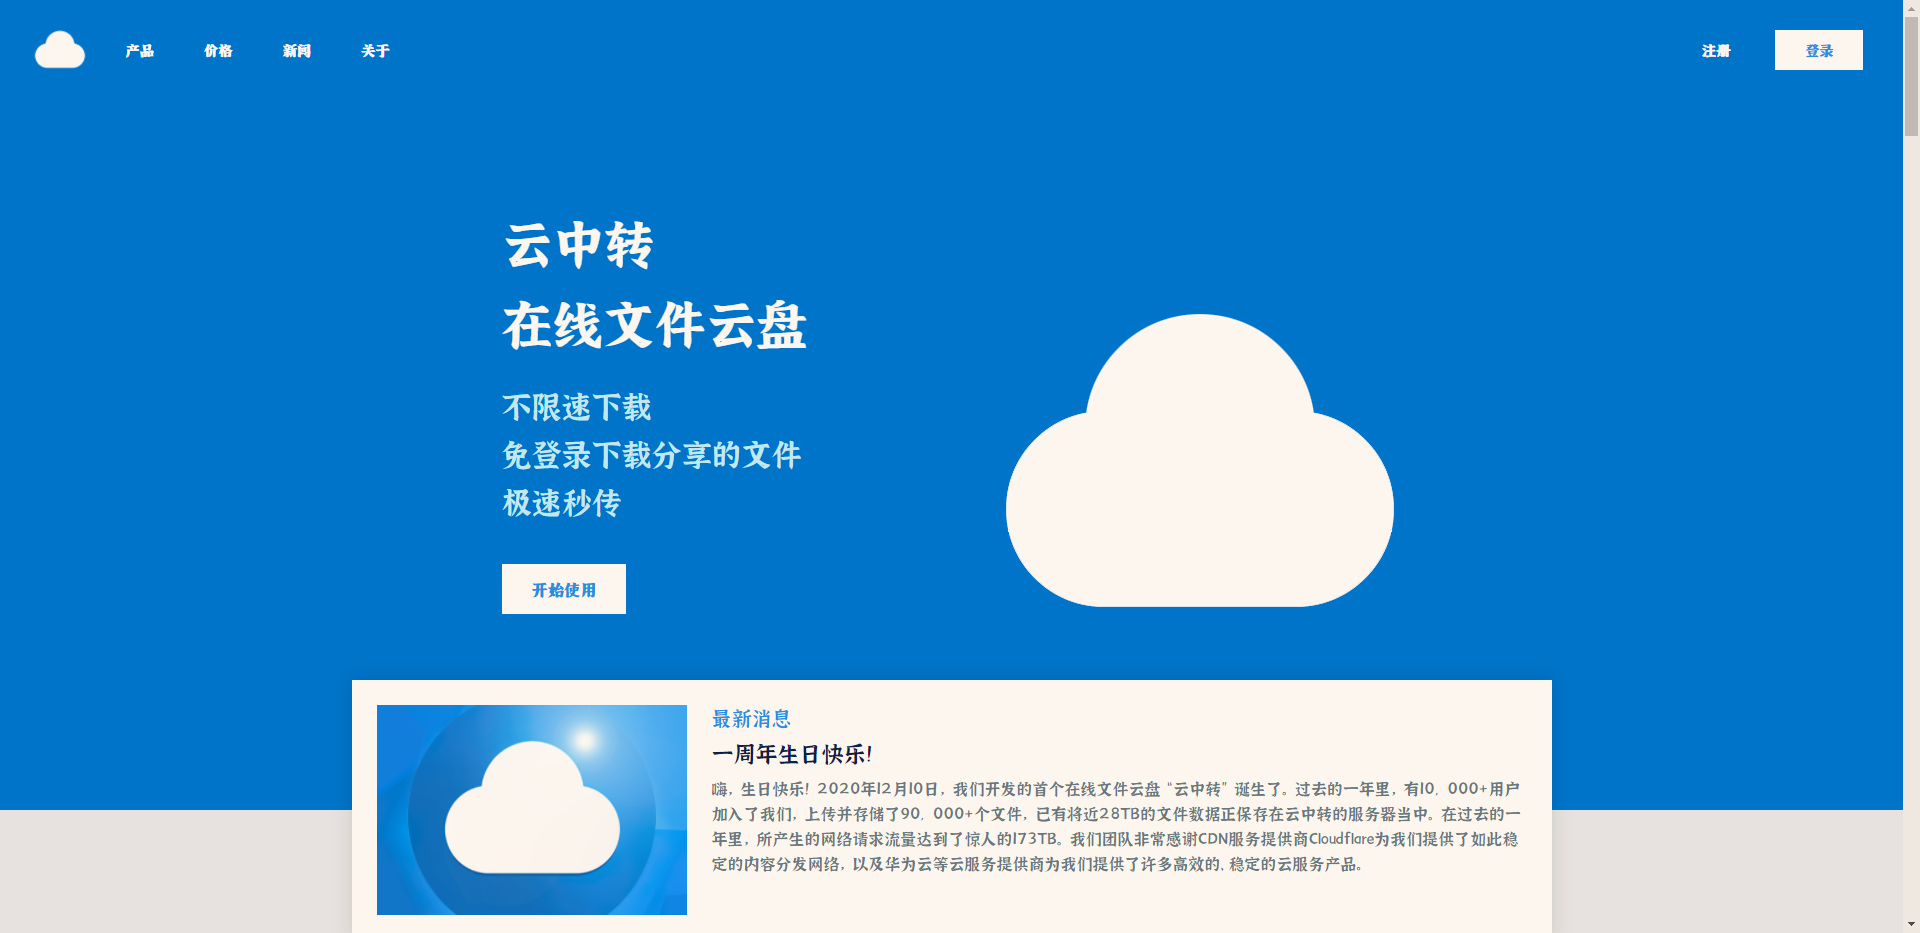 产品
价格
新闻
关于
注册
登录
云中转
在线文件云盘
不限速下载
免登录下载分享的文件
极速秒传
开始使用
最新消息
一周年生日快乐！
嗨，生日快乐！2020年12月10日，我们开发的首个在线文件云盘“云中转”诞生了。过去的一年里，有10，000+用户
加入了我们，上传并存储了90，000+个文件，已有将近28TB的文件数据正保存在云中转的服务器当中。在过去的一
年里，所产生的网络请求流量达到了惊人的173TB。我们团队非常感谢CDN服务提供商Cloudflare为我们提供了如此稳
定的内容分发网络，以及华为云等云服务提供商为我们提供了许多高效的、稳定的云服务产品。